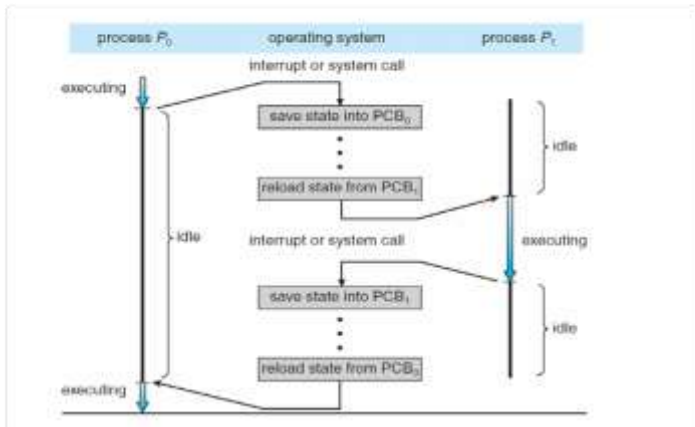 process P0 operating system process P1
interrupt or system call
executing
save state into PCB0
idle
reload state from PCB1
idle
interrupt or system call
executing
save state into PCB1
idle
reload state from PCB0
executing